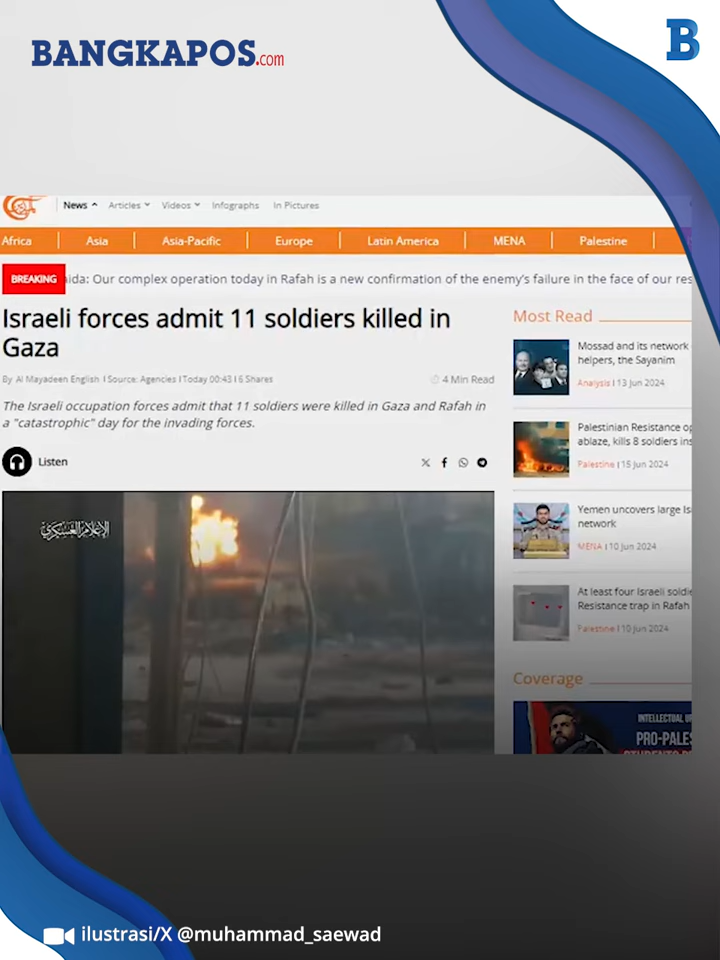 BANGKAPOS.com
B
News Articles Videos Infographs In Pictures
Africa Asia Asia-Pacific Europe Latin America MENA Palestine
BREAKING ida: Our complex operation today in Rafah is a new confirmation of the enemy's failure in the face of our res
Israeli forces admit 11 soldiers killed in
Gaza
By Al Mayadeen English | Source: Agencies | Today 00:43 | 6 Shares
4 Min Read
The Israeli occupation forces admit that 11 soldiers were killed in Gaza and Rafah in
a "catastrophic" day for the invading forces.
Listen
الإعلام العسكري
Most Read
Mossad and its network
helpers, the Sayanim
Analysis | 13 Jun 2024
Palestinian Resistance op
ablaze, kills 8 soldiers ins
Palestine | 15 Jun 2024
Yemen uncovers large Is
network
MENA | 10 Jun 2024
At least four Israeli soldie
Resistance trap in Rafah
Palestine | 10 Jun 2024
Coverage
INTELLECTUAL U
PRO-PALES
ilustrasi/X @muhammad_saewad